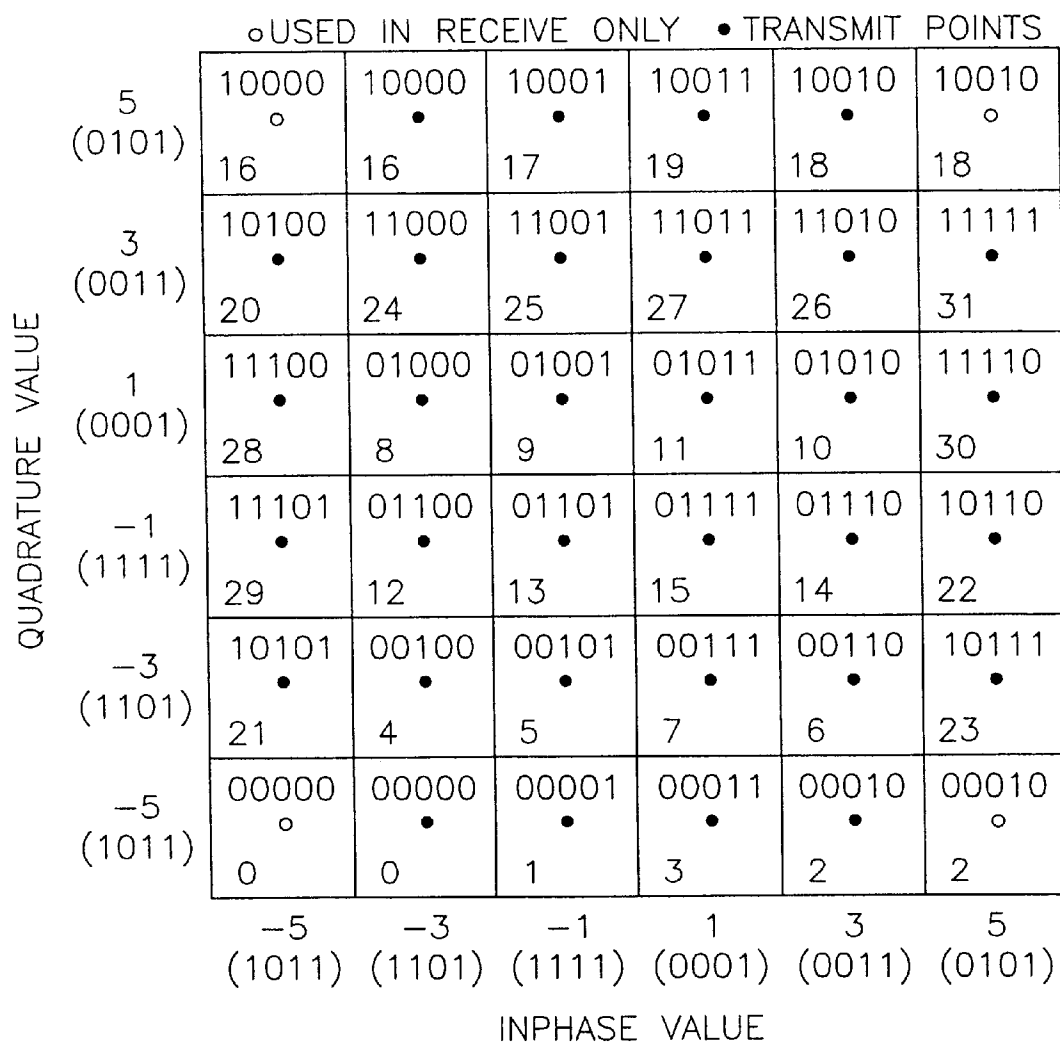 ○ USED IN RECEIVE ONLY ● TRANSMIT POINTS
QUADRATURE VALUE
5
(0101)
10000 10000 10001 10011 10010 10010
16 16 17 19 18 18
3
(0011)
10100 11000 11001 11011 11010 11111
20 24 25 27 26 31
1
(0001)
11100 01000 01001 01011 01010 11110
28 8 9 11 10 30
−1
(1111)
11101 01100 01101 01111 01110 10110
29 12 13 15 14 22
−3
(1101)
10101 00100 00101 00111 00110 10111
21 4 5 7 6 23
−5
(1011)
00000 00000 00001 00011 00010 00010
0 0 1 3 2 2
−5 −3 −1 1 3 5
(1011) (1101) (1111) (0001) (0011) (0101)
INPHASE VALUE